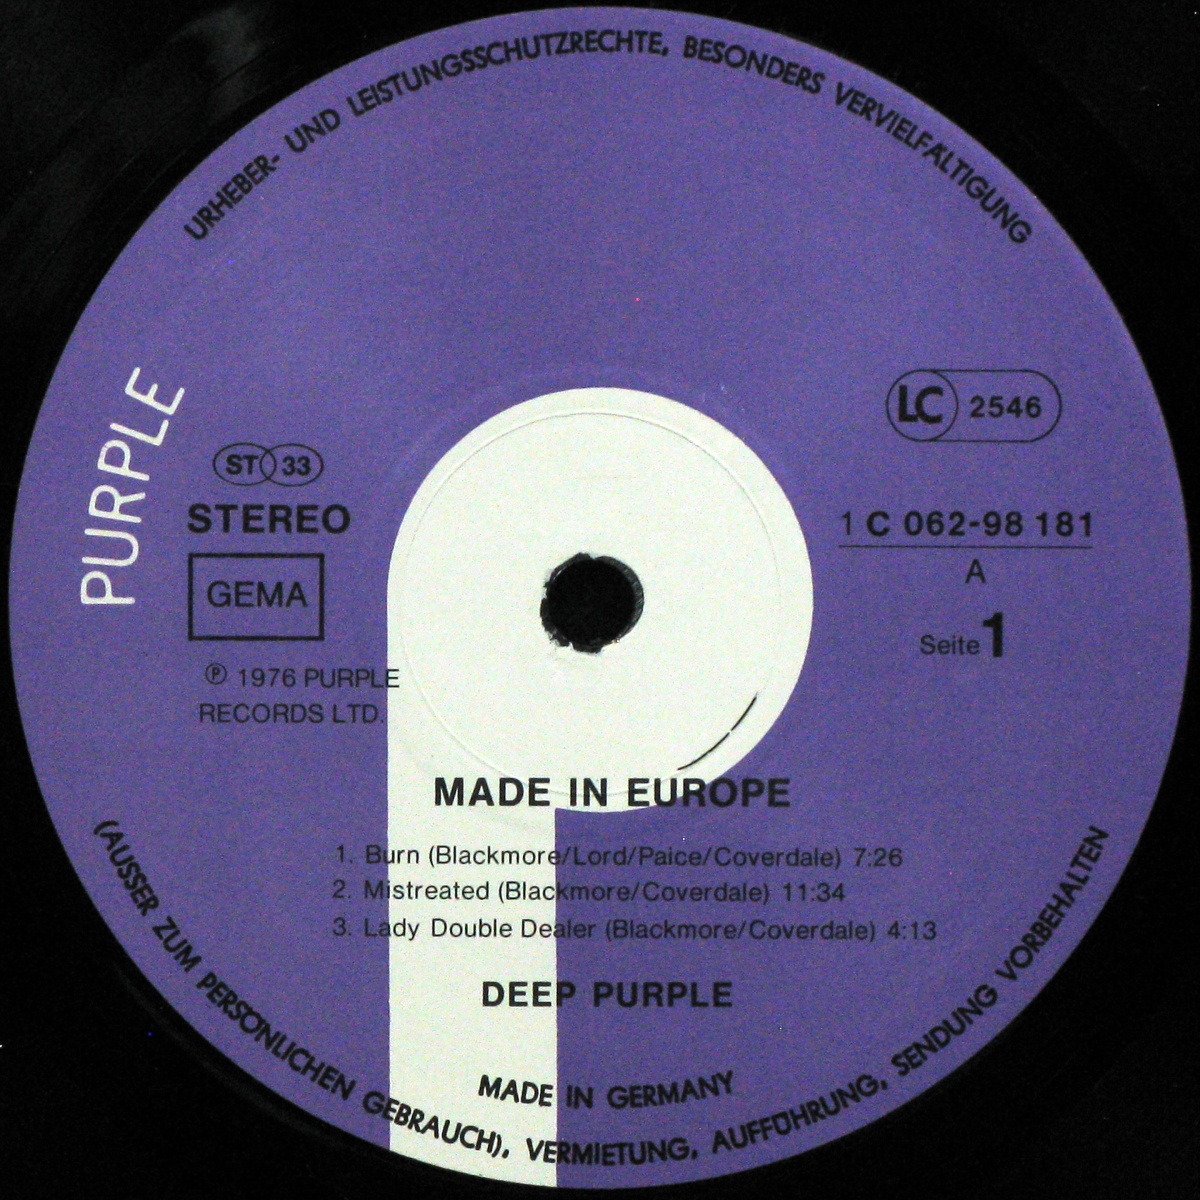 URHEBER- UND LEISTUNGSSCHUTZRECHTE, BESONDERS VERVIELFÄLTIGUNG
PURPLE
LC 2546
ST 33
STEREO
1 C 062-98 181
A
GEMA
Seite 1
℗ 1976 PURPLE
RECORDS LTD.
MADE IN EUROPE
1. Burn (Blackmore/Lord/Paice/Coverdale) 7:26
2. Mistreated (Blackmore/Coverdale) 11:34
3. Lady Double Dealer (Blackmore/Coverdale) 4:13
DEEP PURPLE
MADE IN GERMANY
(AUSSER ZUM PERSÖNLICHEN GEBRAUCH), VERMIETUNG, AUFFÜHRUNG, SENDUNG VORBEHALTEN